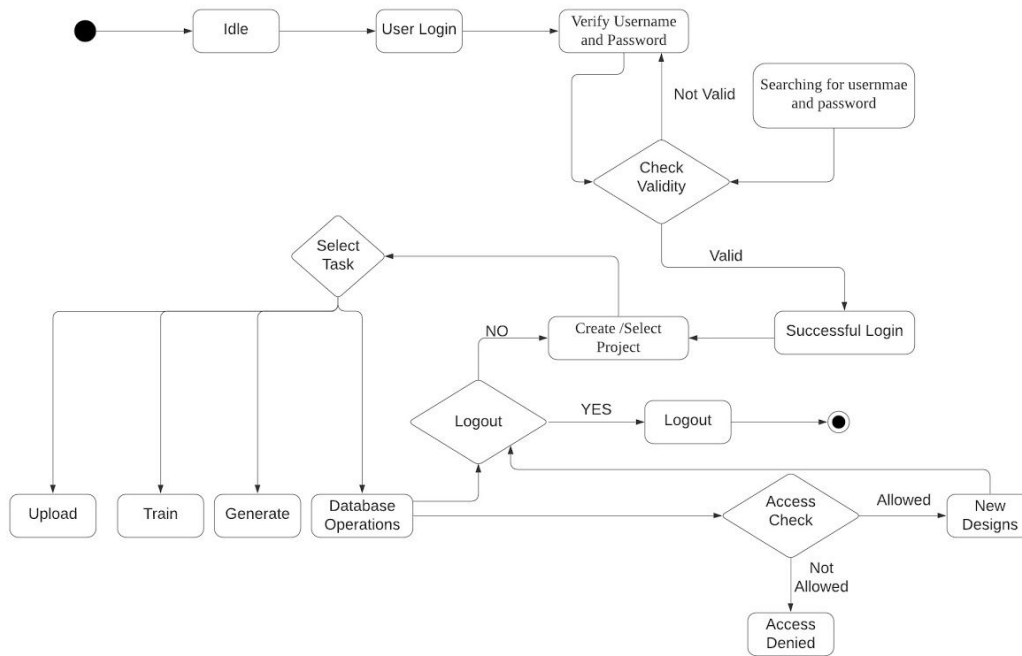 Idle
User Login
Verify Username
and Password
Not Valid
Searching for usernmae
and password
Check
Validity
Valid
Select
Task
NO
Create /Select
Project
Successful Login
Logout
YES
Logout
Upload
Train
Generate
Database
Operations
Access
Check
Allowed
New
Designs
Not
Allowed
Access
Denied